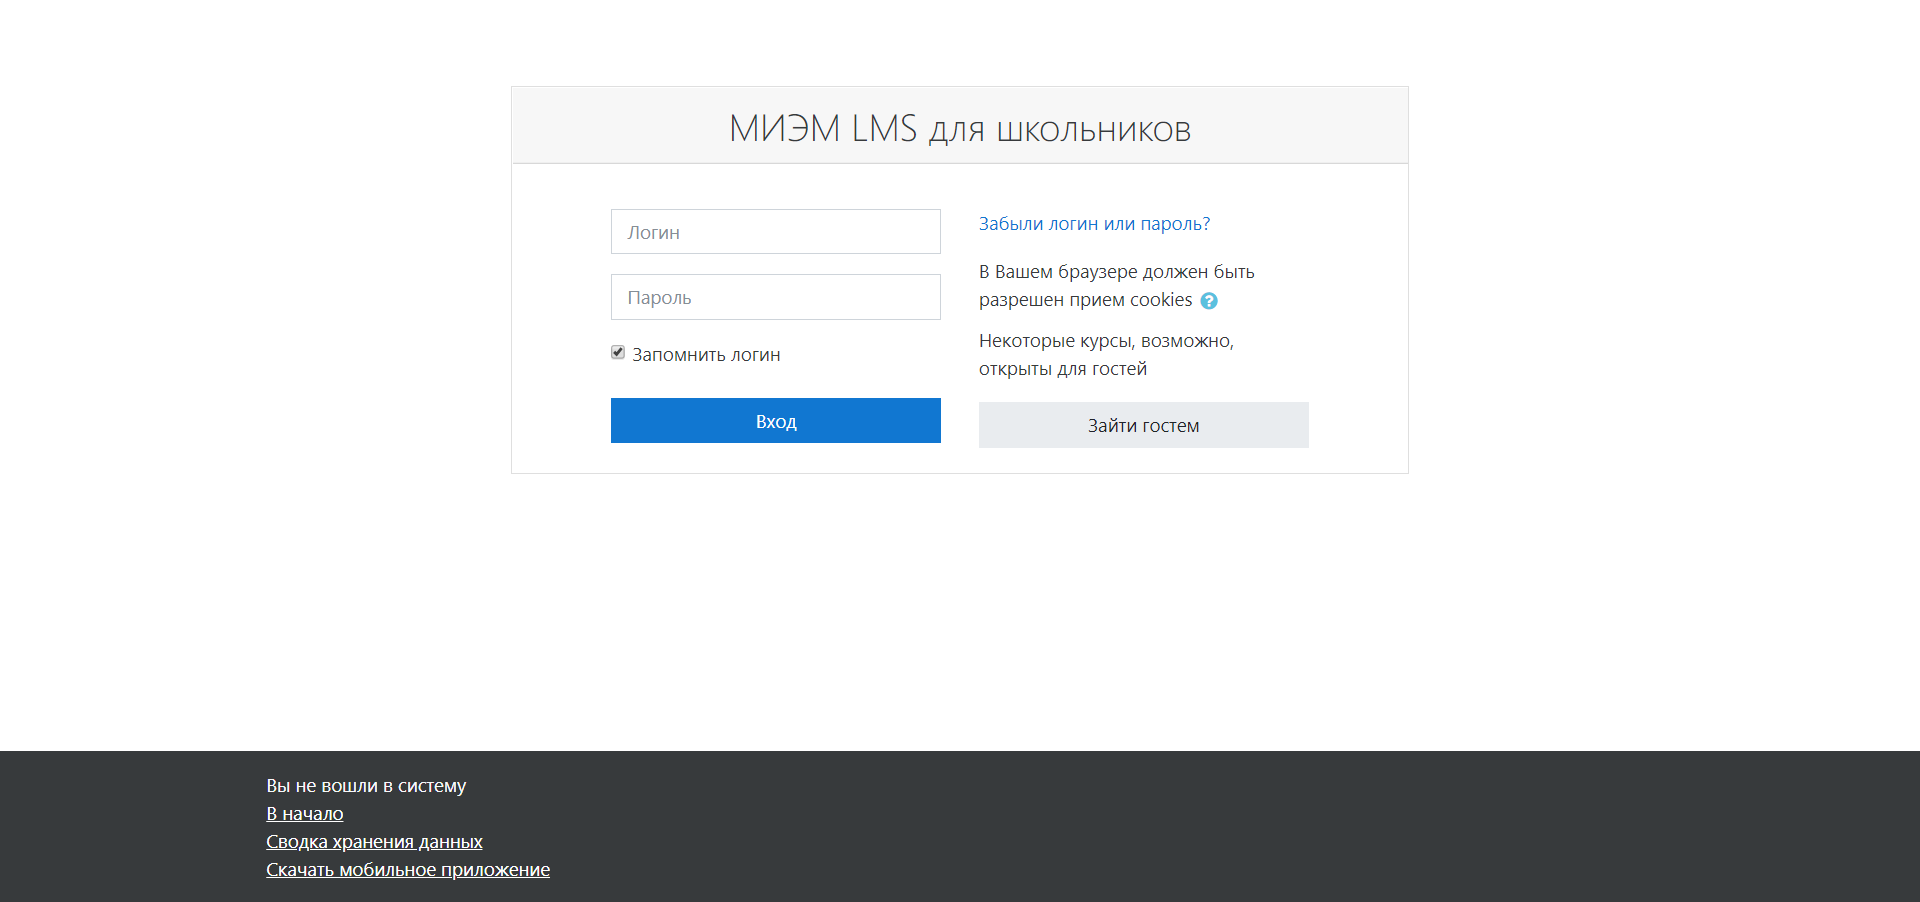 МИЭМ LMS для школьников
Логин
Пароль
Запомнить логин
Вход
Забыли логин или пароль?
В Вашем браузере должен быть
разрешен прием cookies
Некоторые курсы, возможно,
открыты для гостей
Зайти гостем
Вы не вошли в систему
В начало
Сводка хранения данных
Скачать мобильное приложение